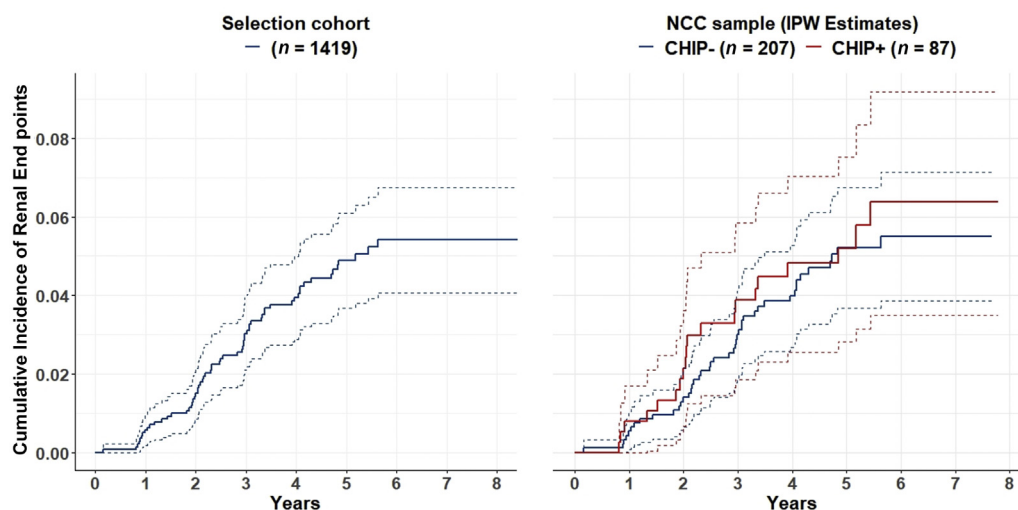 Selection cohort
(n = 1419)
NCC sample (IPW Estimates)
CHIP- (n = 207) CHIP+ (n = 87)
Cumulative Incidence of Renal End points
0.08
0.06
0.04
0.02
0.00
0 1 2 3 4 5 6 7 8
Years
0 1 2 3 4 5 6 7 8
Years